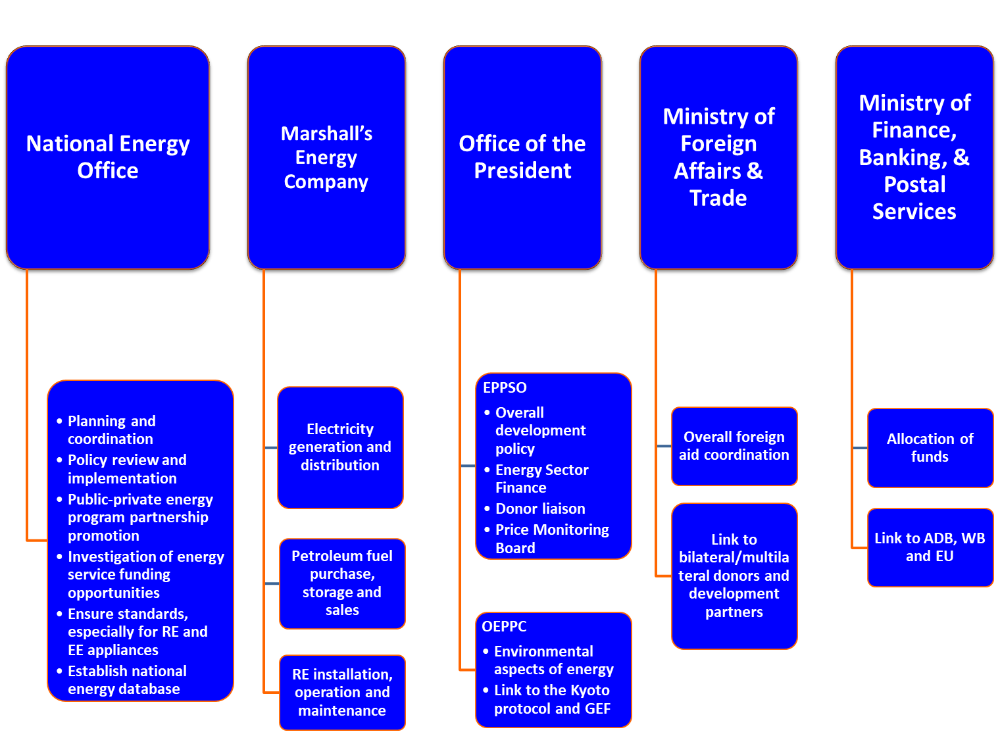 National Energy
Office
Marshall’s
Energy
Company
Office of the
President
Ministry of
Foreign
Affairs &
Trade
Ministry of
Finance,
Banking, &
Postal
Services
• Planning and
coordination
• Policy review and
implementation
• Public-private energy
program partnership
promotion
• Investigation of energy
service funding
opportunities
• Ensure standards,
especially for RE and
EE appliances
• Establish national
energy database
Electricity
generation and
distribution
Petroleum fuel
purchase,
storage and
sales
RE installation,
operation and
maintenance
EPPSO
• Overall
development
policy
• Energy Sector
Finance
• Donor liaison
• Price Monitoring
Board
OEPPC
• Environmental
aspects of energy
• Link to the Kyoto
protocol and GEF
Overall foreign
aid coordination
Link to
bilateral/multila
teral donors and
development
partners
Allocation of
funds
Link to ADB, WB
and EU